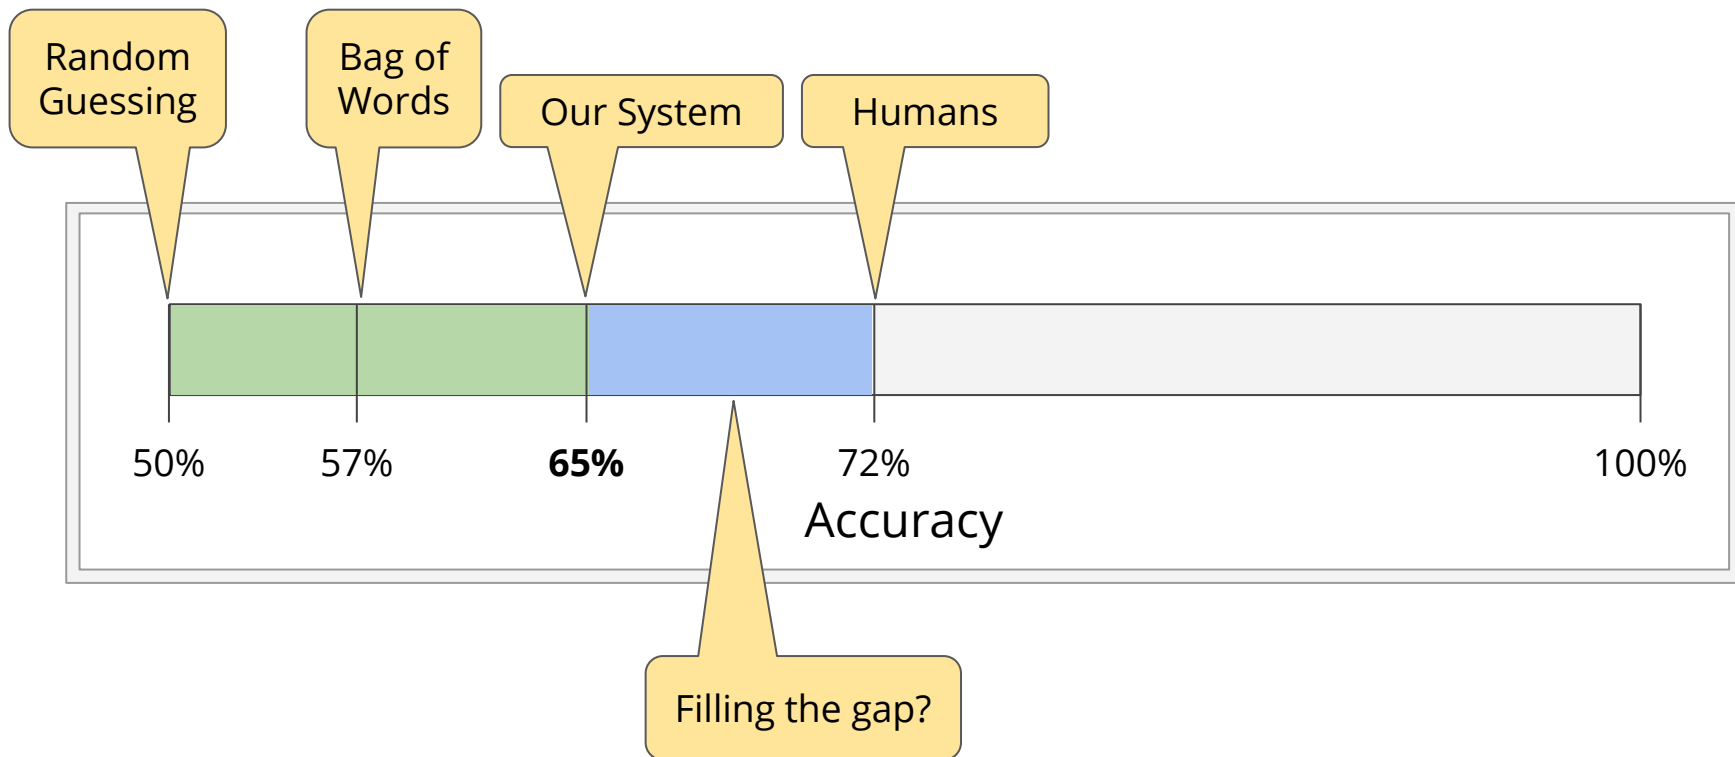 Random
Guessing
Bag of
Words
Our System
Humans
50%
57%
65%
72%
100%
Accuracy
Filling the gap?